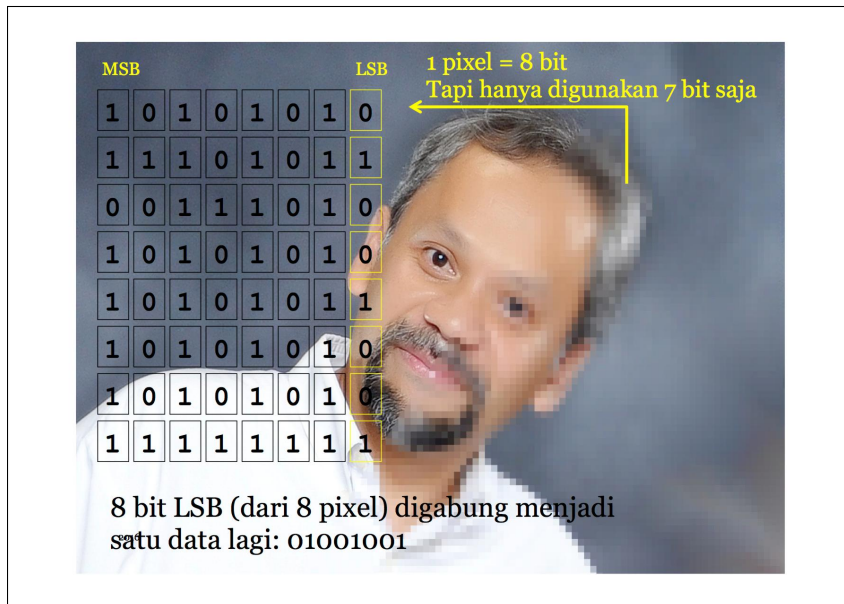 MSB LSB
1 pixel = 8 bit
Tapi hanya digunakan 7 bit saja
1 0 1 0 1 0 1 0
1 1 1 0 1 0 1 1
0 0 1 1 1 0 1 0
1 0 1 0 1 0 1 0
1 0 1 0 1 0 1 1
1 0 1 0 1 0 1 0
1 0 1 0 1 0 1 0
1 1 1 1 1 1 1 1
8 bit LSB (dari 8 pixel) digabung menjadi
satu data lagi: 01001001